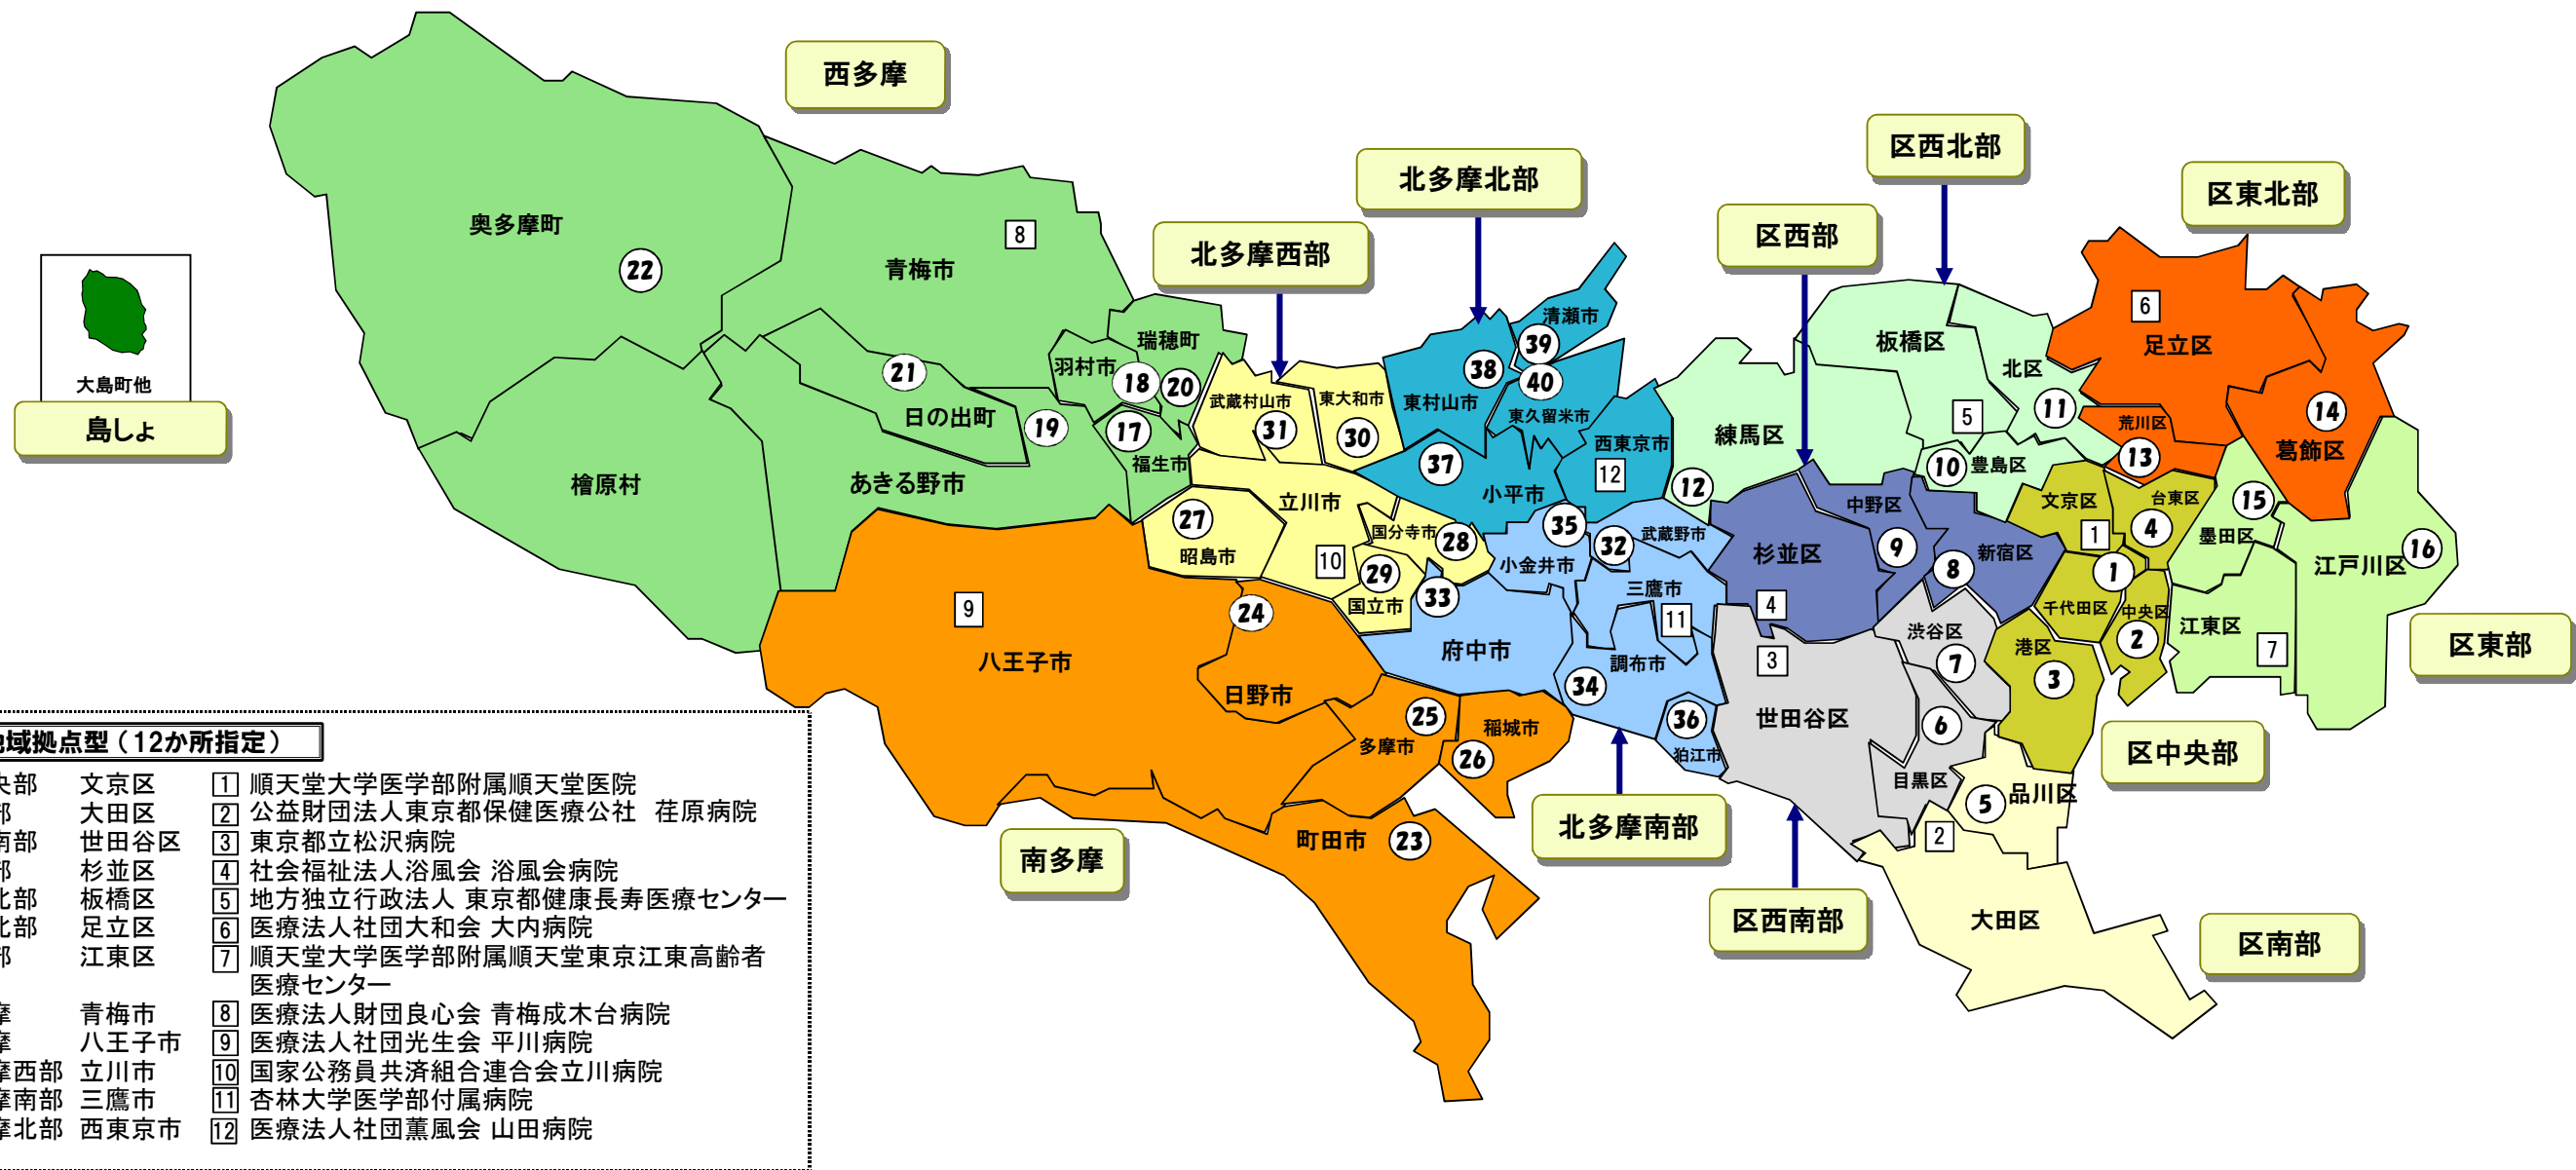 西多摩
区西北部
北多摩北部
区東北部
区西部
北多摩西部
奥多摩町
22
8
青梅市
大島町他
島しょ
瑞穂町
羽村市
18
20
21
日の出町
19
17
福生市
檜原村
あきる野市
武蔵村山市
31
東大和市
30
清瀬市
39
38
40
東村山市
東久留米市
37
小平市
西東京市
12
立川市
27
昭島市
10
国分寺市
28
29
国立市
35
小金井市
32
武蔵野市
33
三鷹市
11
府中市
調布市
34
36
狛江市
9
八王子市
24
日野市
25
多摩市
稲城市
26
町田市
23
南多摩
北多摩南部
板橋区
北区
5
11
練馬区
12
10
豊島区
6
足立区
荒川区
13
14
葛飾区
中野区
9
杉並区
4
8
新宿区
文京区
1
台東区
4
1
千代田区
中央区
2
港区
3
15
墨田区
江戸川区
16
江東区
7
区東部
渋谷区
7
3
世田谷区
6
目黒区
5
品川区
2
大田区
区中央部
区西南部
区南部
域拠点型（12か所指定）
央部 文京区 1 順天堂大学医学部附属順天堂医院
部 大田区 2 公益財団法人東京都保健医療公社 荏原病院
南部 世田谷区 3 東京都立松沢病院
部 杉並区 4 社会福祉法人浴風会 浴風会病院
北部 板橋区 5 地方独立行政法人 東京都健康長寿医療センター
北部 足立区 6 医療法人社団大和会 大内病院
部 江東区 7 順天堂大学医学部附属順天堂東京江東高齢者
医療センター
摩 青梅市 8 医療法人財団良心会 青梅成木台病院
摩 八王子市 9 医療法人社団光生会 平川病院
摩西部 立川市 10 国家公務員共済組合連合会立川病院
摩南部 三鷹市 11 杏林大学医学部付属病院
摩北部 西東京市 12 医療法人社団薫風会 山田病院